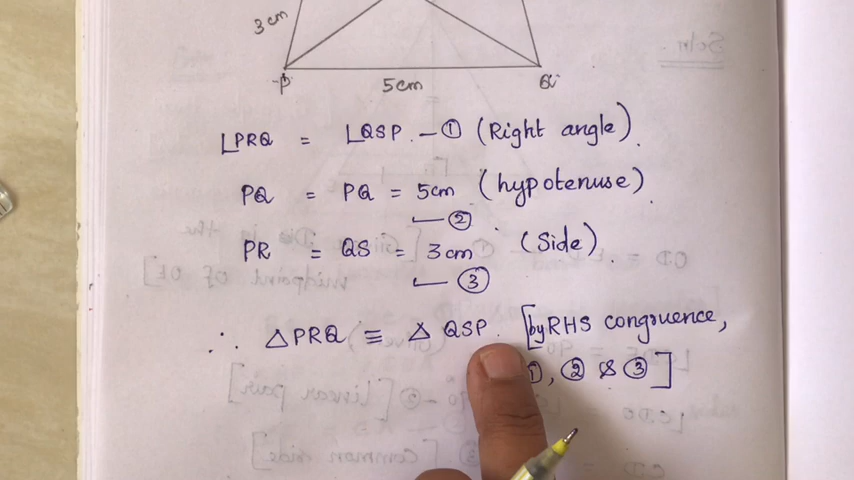 3cm
P 5cm Q
∟PRQ = ∟QSP. - ① (Right angle).
PQ = PQ = 5cm (hypotenuse).
②
PR = QS = 3cm (Side).
③
∴ △PRQ ≡ △ QSP. [by RHS congruence,
①, ② & ③]